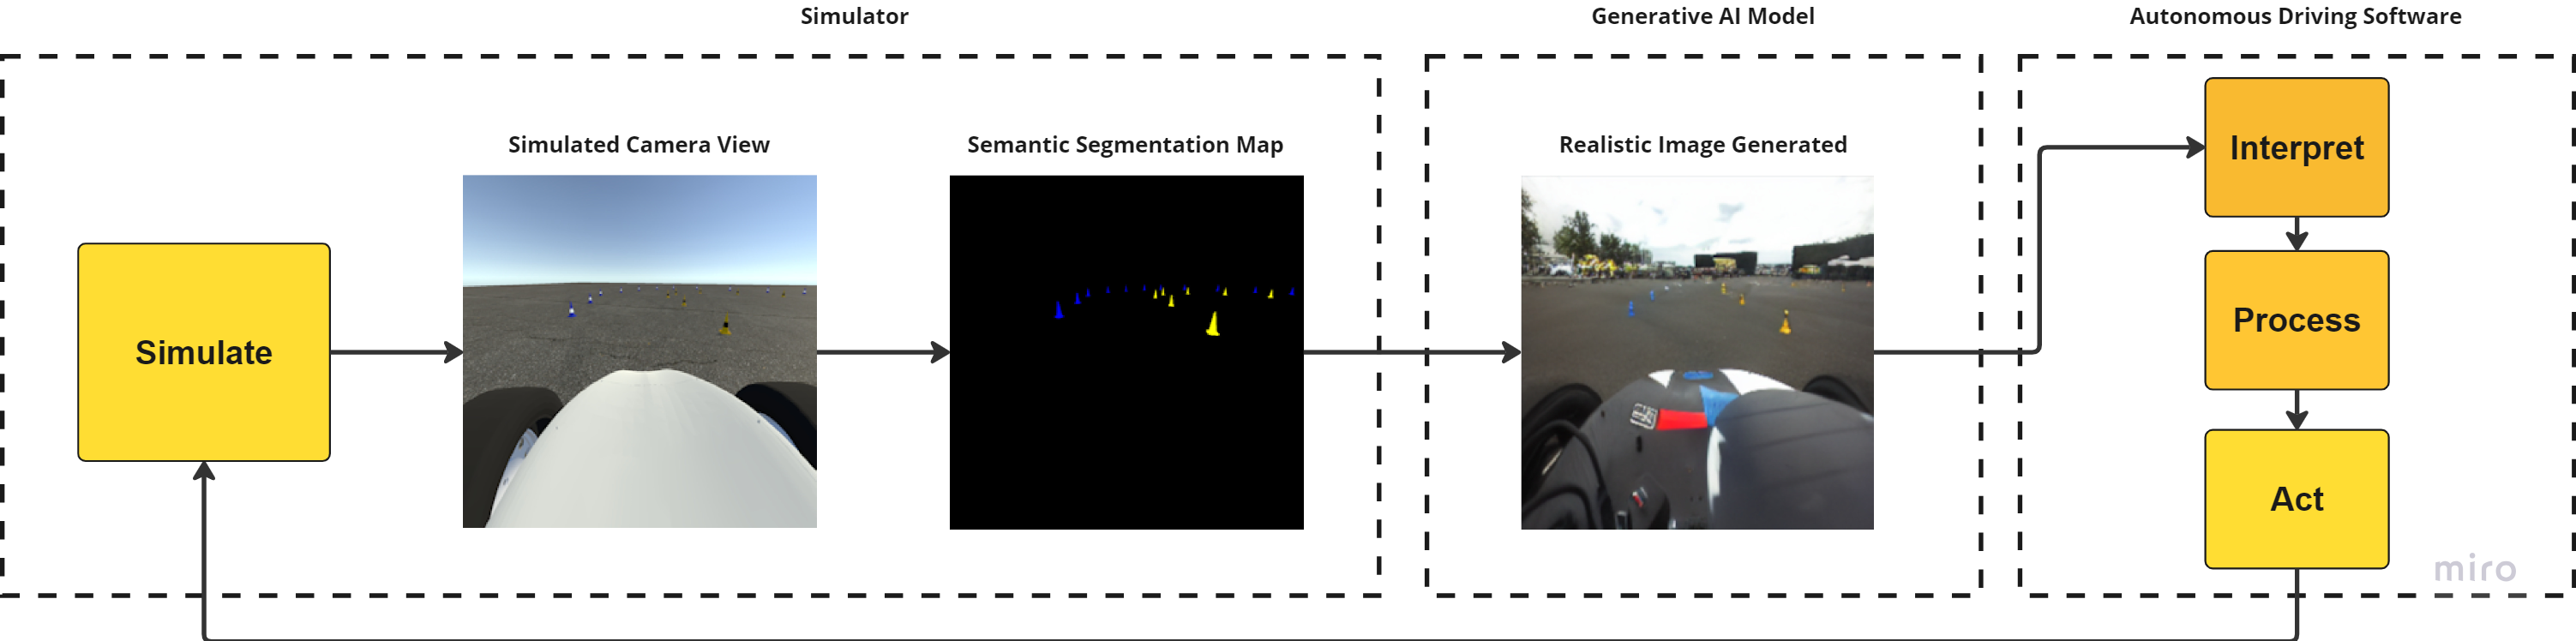 Simulator
Generative AI Model
Autonomous Driving Software
Simulated Camera View
Semantic Segmentation Map
Realistic Image Generated
Simulate
Interpret
Process
Act
miro